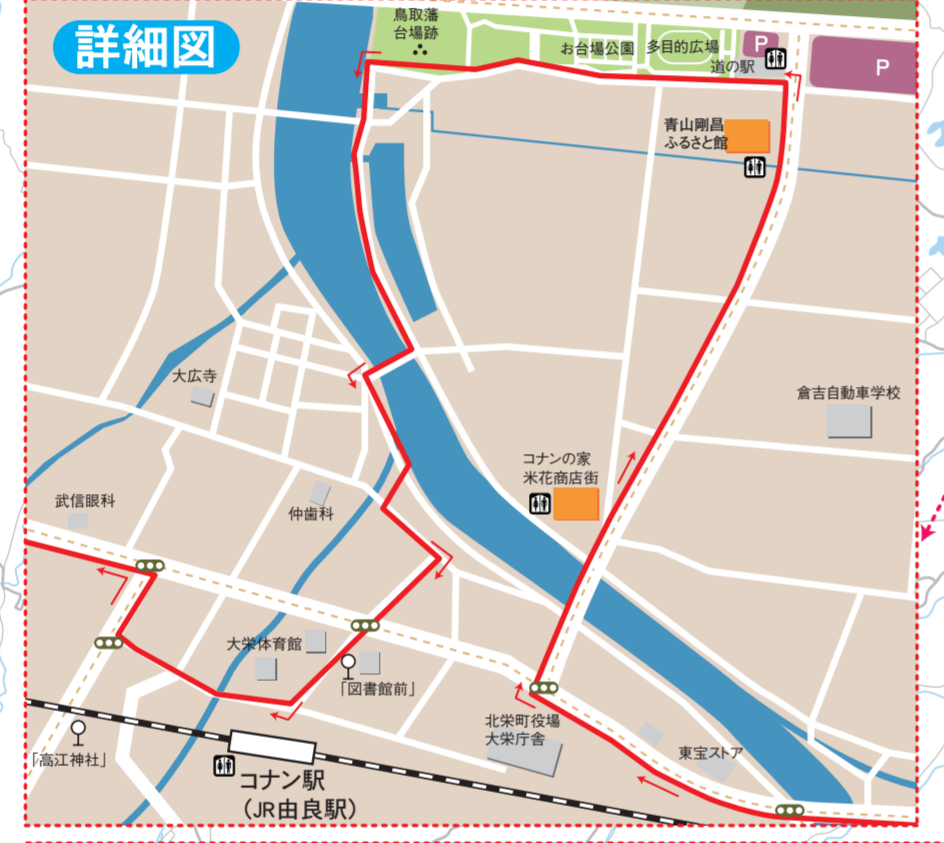 詳細図
鳥取藩
台場跡
お台場公園
多目的広場
P
道の駅
P
青山剛昌
ふるさと館
大広寺
倉吉自動車学校
コナンの家
米花商店街
武信眼科
仲歯科
大栄体育館
「図書館前」
北栄町役場
大栄庁舎
東宝ストア
「高江神社」
コナン駅
(JR由良駅)